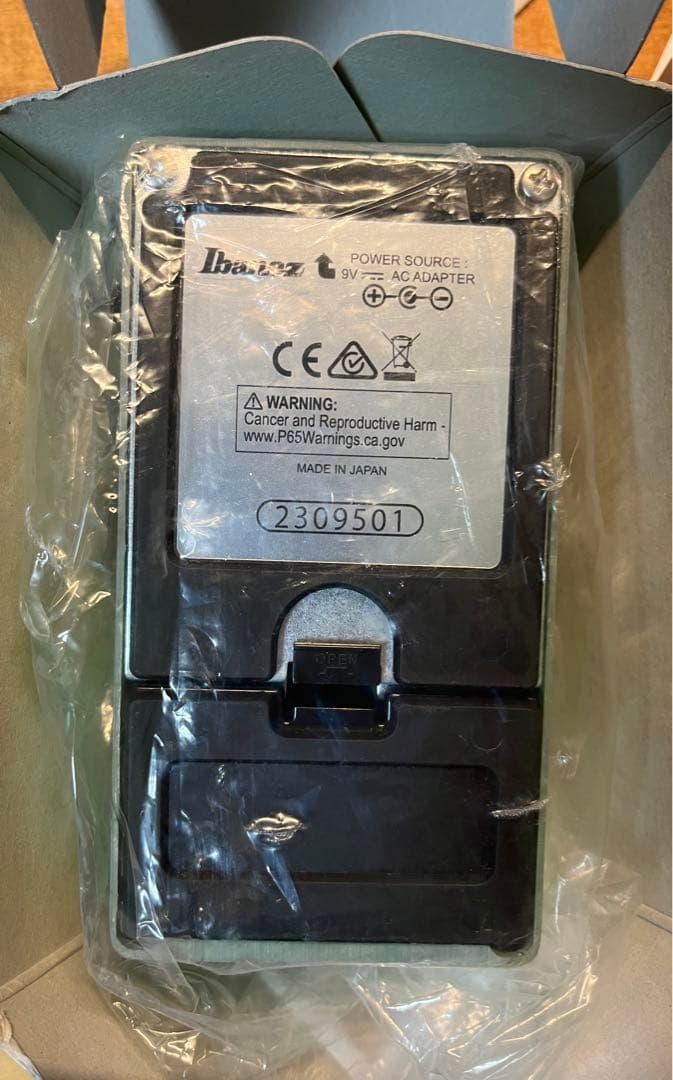 Ibanez
POWER SOURCE :
9V AC ADAPTER
CE
WARNING:
Cancer and Reproductive Harm -
www.P65Warnings.ca.gov
MADE IN JAPAN
2309501
OPEN